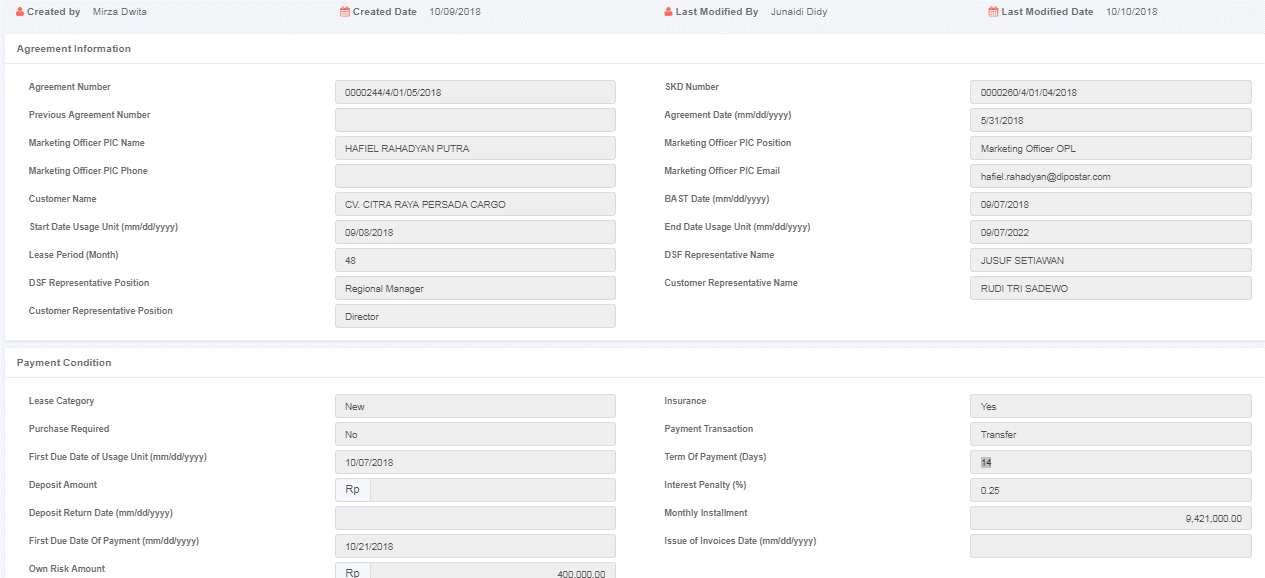 Created by Mirza Dwita Created Date 10/09/2018 Last Modified By Junaidi Didy Last Modified Date 10/10/2018
Agreement Information
Agreement Number 0000244/4/01/05/2018 SKD Number 0000260/4/01/04/2018
Previous Agreement Number Agreement Date (mm/dd/yyyy) 5/31/2018
Marketing Officer PIC Name HAFIEL RAHADYAN PUTRA Marketing Officer PIC Position Marketing Officer OPL
Marketing Officer PIC Phone Marketing Officer PIC Email hafiel.rahadyan@dipostar.com
Customer Name CV. CITRA RAYA PERSADA CARGO BAST Date (mm/dd/yyyy) 09/07/2018
Start Date Usage Unit (mm/dd/yyyy) 09/08/2018 End Date Usage Unit (mm/dd/yyyy) 09/07/2022
Lease Period (Month) 48 DSF Representative Name JUSUF SETIAWAN
DSF Representative Position Regional Manager Customer Representative Name RUDI TRI SADEWO
Customer Representative Position Director
Payment Condition
Lease Category New Insurance Yes
Purchase Required No Payment Transaction Transfer
First Due Date of Usage Unit (mm/dd/yyyy) 10/07/2018 Term Of Payment (Days) 14
Deposit Amount Rp Interest Penalty (%) 0.25
Deposit Return Date (mm/dd/yyyy) Monthly Installment 9,421,000.00
First Due Date Of Payment (mm/dd/yyyy) 10/21/2018 Issue of Invoices Date (mm/dd/yyyy)
Own Risk Amount Rp 400,000.00